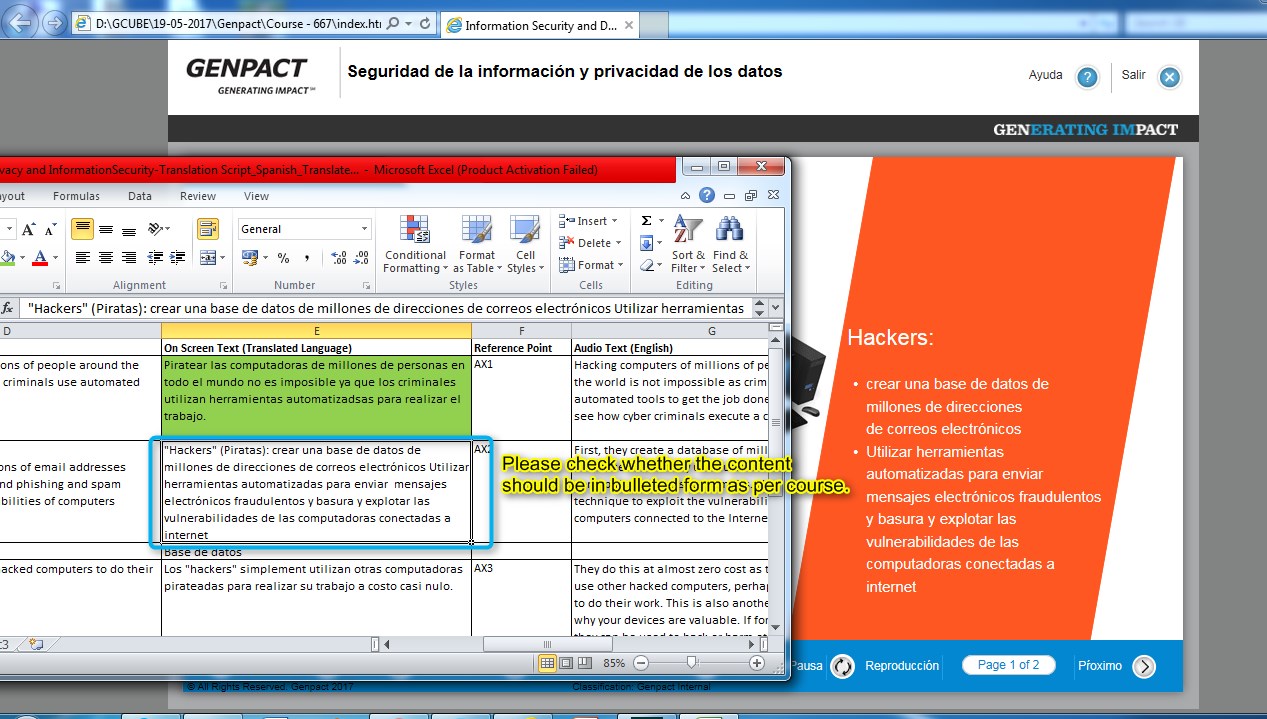 D:\GCUBE\19-05-2017\Genpact\Course - 667\index.htm
Information Security and D...
GENPACT
GENERATING IMPACT℠
Seguridad de la información y privacidad de los datos
Ayuda
Salir
GENERATING IMPACT
vacy and InformationSecurity-Translation Script_Spanish_Translate... - Microsoft Excel (Product Activation Failed)
ayout Formulas Data Review View
General
Conditional Formatting
Format as Table
Cell Styles
Insert
Delete
Format
Sort & Filter
Find & Select
Alignment Number Styles Cells Editing
"Hackers" (Piratas): crear una base de datos de millones de direcciones de correos electrónicos Utilizar herramientas
D E F G
On Screen Text (Translated Language) Reference Point Audio Text (English)
ons of people around the
criminals use automated
Piratear las computadoras de millones de personas en
todo el mundo no es imposible ya que los criminales
utilizan herramientas automatizadsas para realizar el
trabajo.
AX1
Hacking computers of millions of pe
the world is not impossible as crim
automated tools to get the job done
see how cyber criminals execute a c
ons of email addresses
nd phishing and spam
bilities of computers
"Hackers" (Piratas): crear una base de datos de
millones de direcciones de correos electrónicos Utilizar
herramientas automatizadas para enviar mensajes
electrónicos fraudulentos y basura y explotar las
vulnerabilidades de las computadoras conectadas a
internet
AX2
First, they create a database of mill
technique to exploit the vulnerabili
computers connected to the Interne
Please check whether the content
should be in bulleted form as per course.
Base de datos
acked computers to do their
Los "hackers" simplemente utilizan otras computadoras
pirateadas para realizar su trabajo a costo casi nulo.
AX3
They do this at almost zero cost as t
use other hacked computers, perhap
to do their work. This is also anothe
why your devices are valuable. If for
85%
Hackers:
• crear una base de datos de
millones de direcciones
de correos electrónicos
• Utilizar herramientas
automatizadas para enviar
mensajes electrónicos fraudulentos
y basura y explotar las
vulnerabilidades de las
computadoras conectadas a
internet
Pausa
Reproducción
Page 1 of 2
Próximo
© All Rights Reserved. Genpact 2017
Classification: Genpact Internal